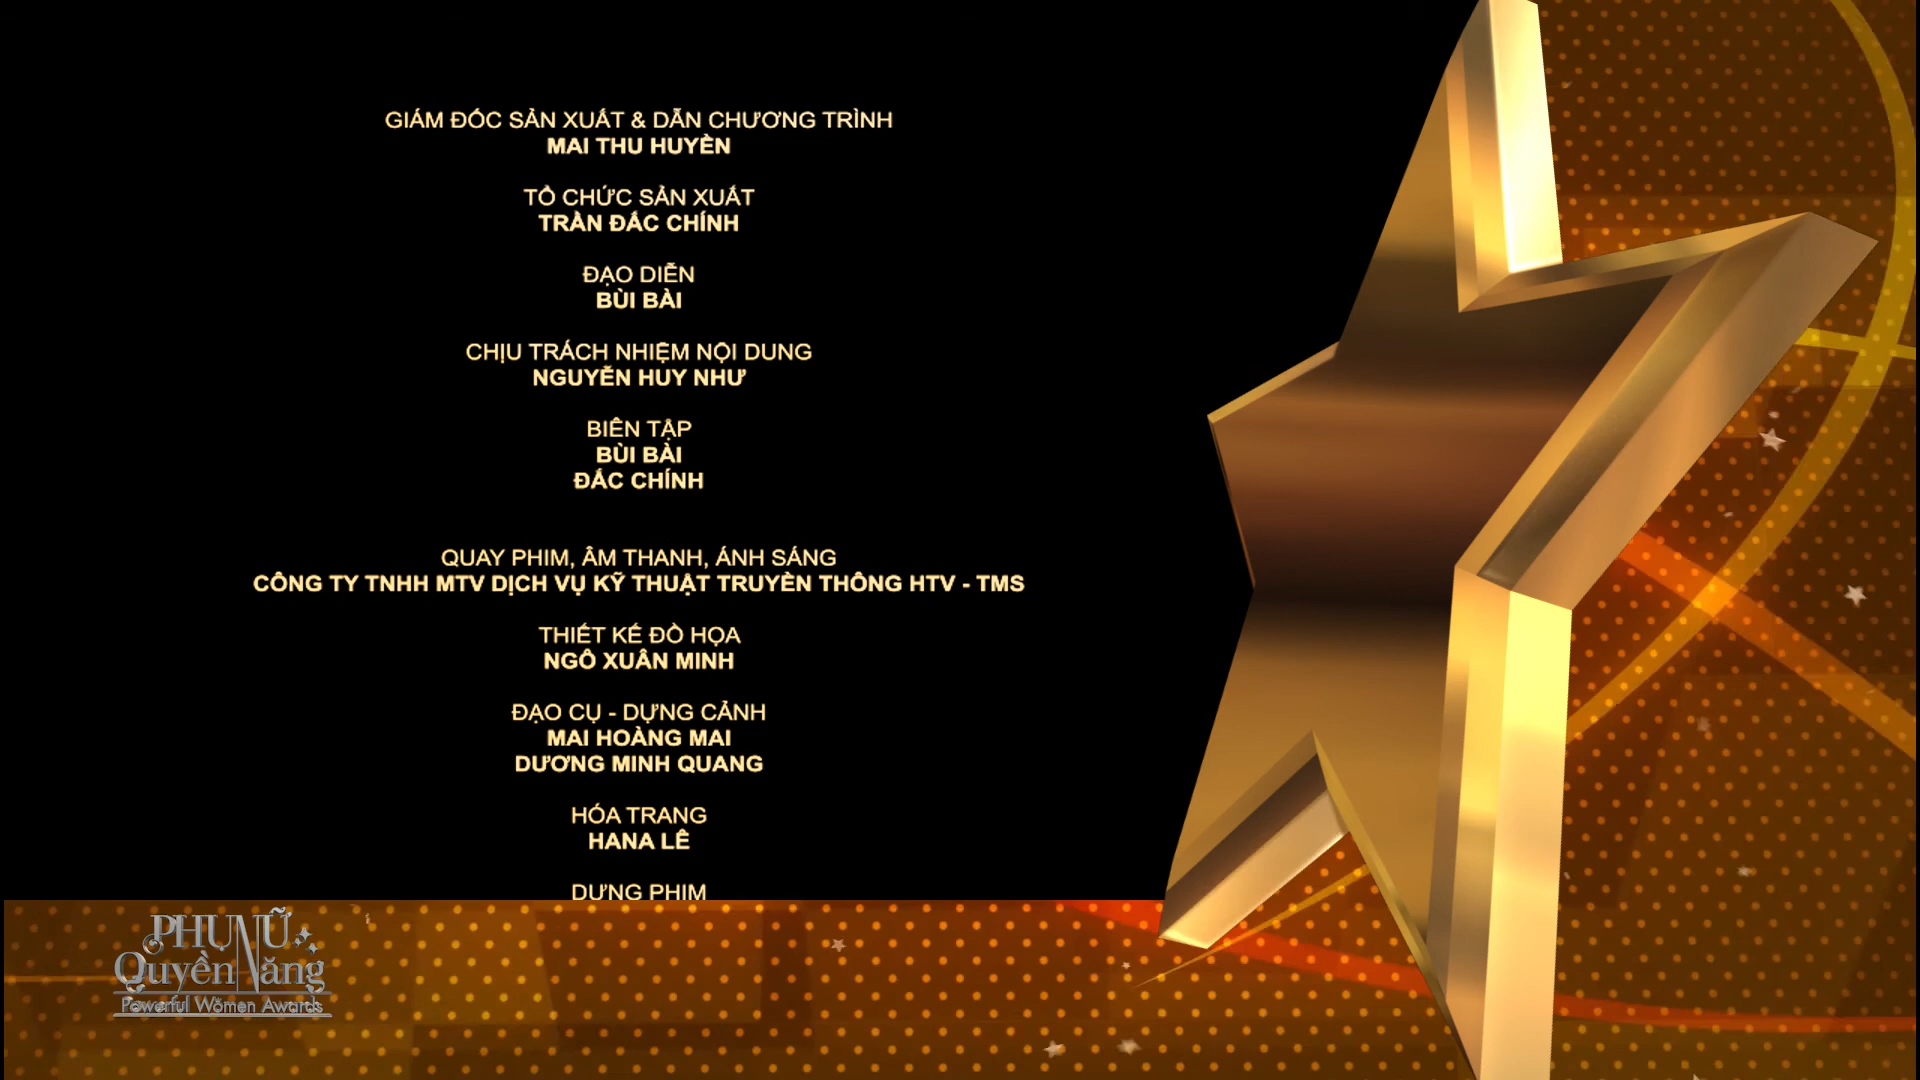 GIÁM ĐỐC SẢN XUẤT & DẪN CHƯƠNG TRÌNH
MAI THU HUYỀN
TỔ CHỨC SẢN XUẤT
TRẦN ĐẮC CHÍNH
ĐẠO DIỄN
BÙI BÀI
CHỊU TRÁCH NHIỆM NỘI DUNG
NGUYỄN HUY NHƯ
BIÊN TẬP
BÙI BÀI
ĐẮC CHÍNH
QUAY PHIM, ÂM THANH, ÁNH SÁNG
CÔNG TY TNHH MTV DỊCH VỤ KỸ THUẬT TRUYỀN THÔNG HTV - TMS
THIẾT KẾ ĐỒ HỌA
NGÔ XUÂN MINH
ĐẠO CỤ - DỰNG CẢNH
MAI HOÀNG MAI
DƯƠNG MINH QUANG
HÓA TRANG
HANA LÊ
DỰNG PHIM
PHỤ NỮ
Quyền Năng
Powerful Women Awards